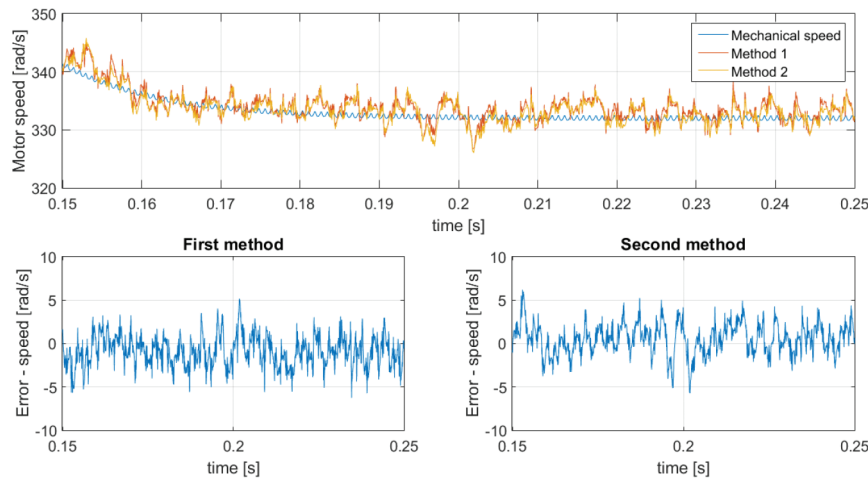 350
340
330
320
Motor speed [rad/s]
Mechanical speed
Method 1
Method 2
0.15
0.16
0.17
0.18
0.19
0.2
0.21
0.22
0.23
0.24
0.25
time [s]
First method
10
5
0
-5
-10
Error - speed [rad/s]
0.15
0.2
0.25
time [s]
Second method
10
5
0
-5
-10
Error - speed [rad/s]
0.15
0.2
0.25
time [s]